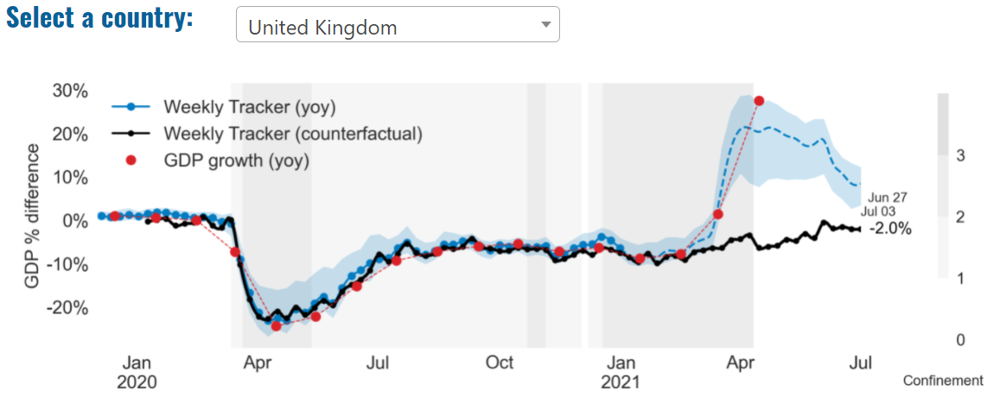 Select a country:
United Kingdom
30%
20%
10%
0%
-10%
-20%
GDP % difference
Weekly Tracker (yoy)
Weekly Tracker (counterfactual)
GDP growth (yoy)
Jun 27
Jul 03
-2.0%
3
2
1
0
Confinement
Jan
2020
Apr
Jul
Oct
Jan
2021
Apr
Jul